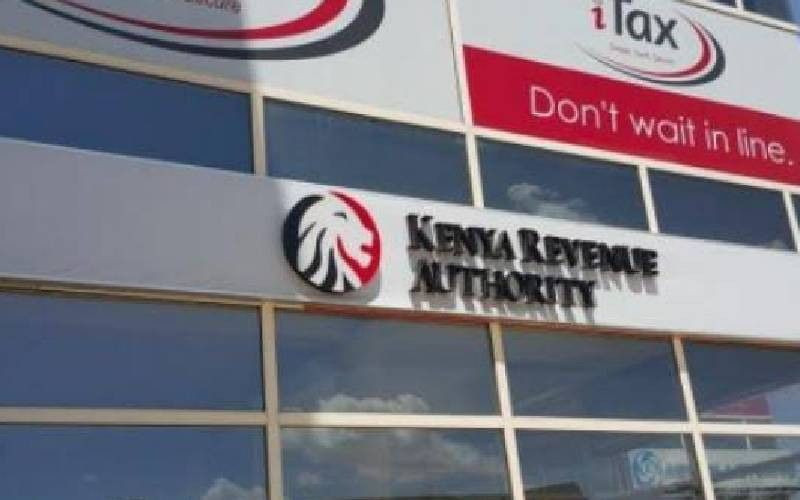 iTax
Don't wait in line.
KENYA REVENUE
AUTHORITY